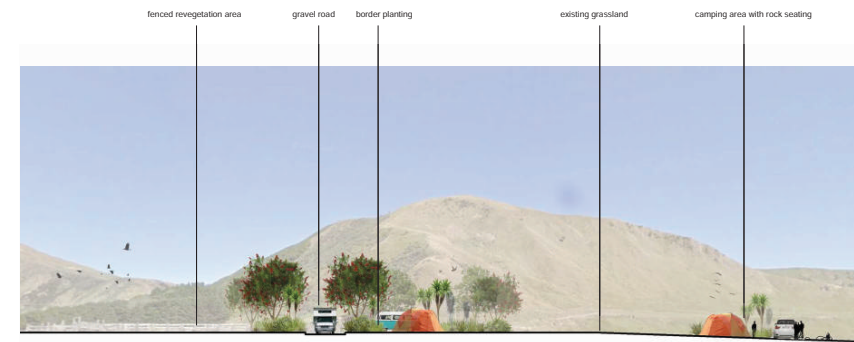 fenced revegetation area
gravel road
border planting
existing grassland
camping area with rock seating